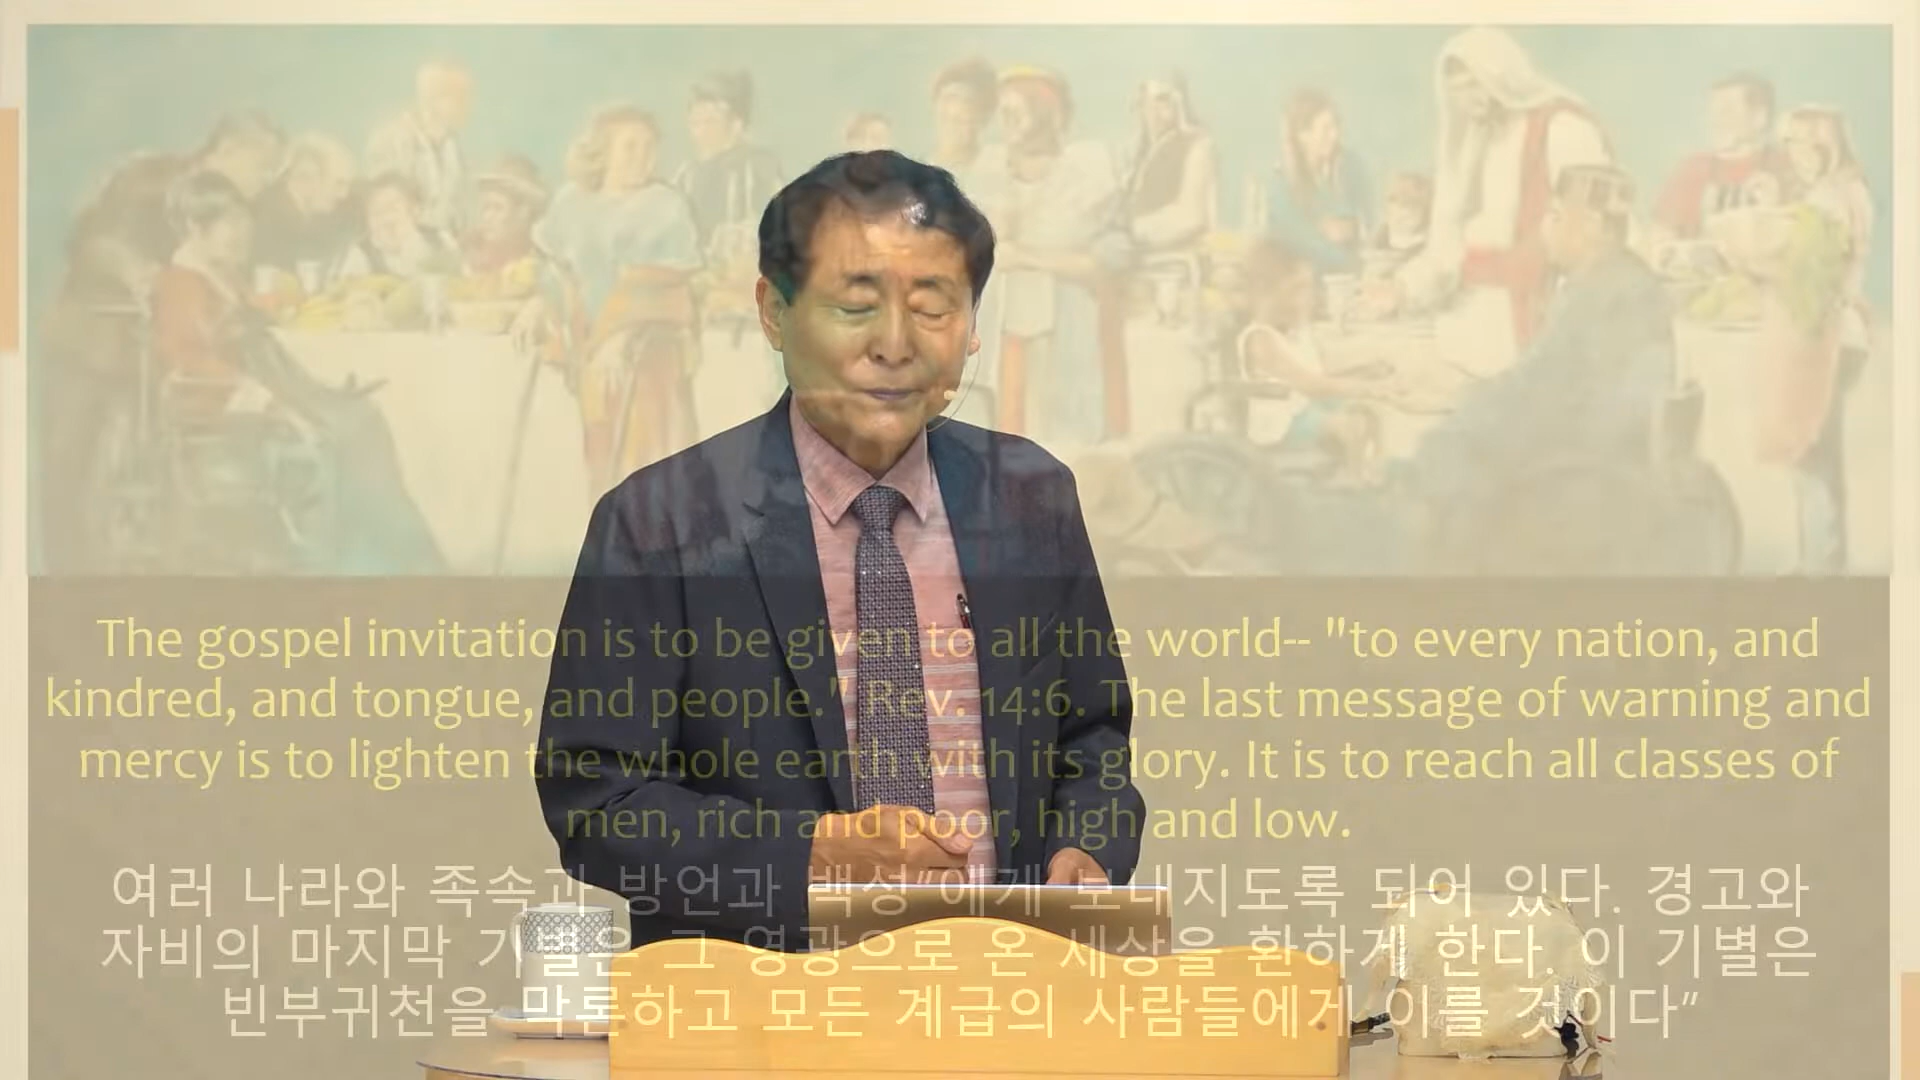 The gospel invitation is to be given to all the world-- "to every nation, and
kindred, and tongue, and people." Rev. 14:6. The last message of warning and
mercy is to lighten the whole earth with its glory. It is to reach all classes of
men, rich and poor, high and low.
여러 나라와 족속과 방언과 백성"에게 보내지도록 되어 있다. 경고와
자비의 마지막 기별은 그 영광으로 온 세상을 환하게 한다. 이 기별은
빈부귀천을 막론하고 모든 계급의 사람들에게 이를 것이다"